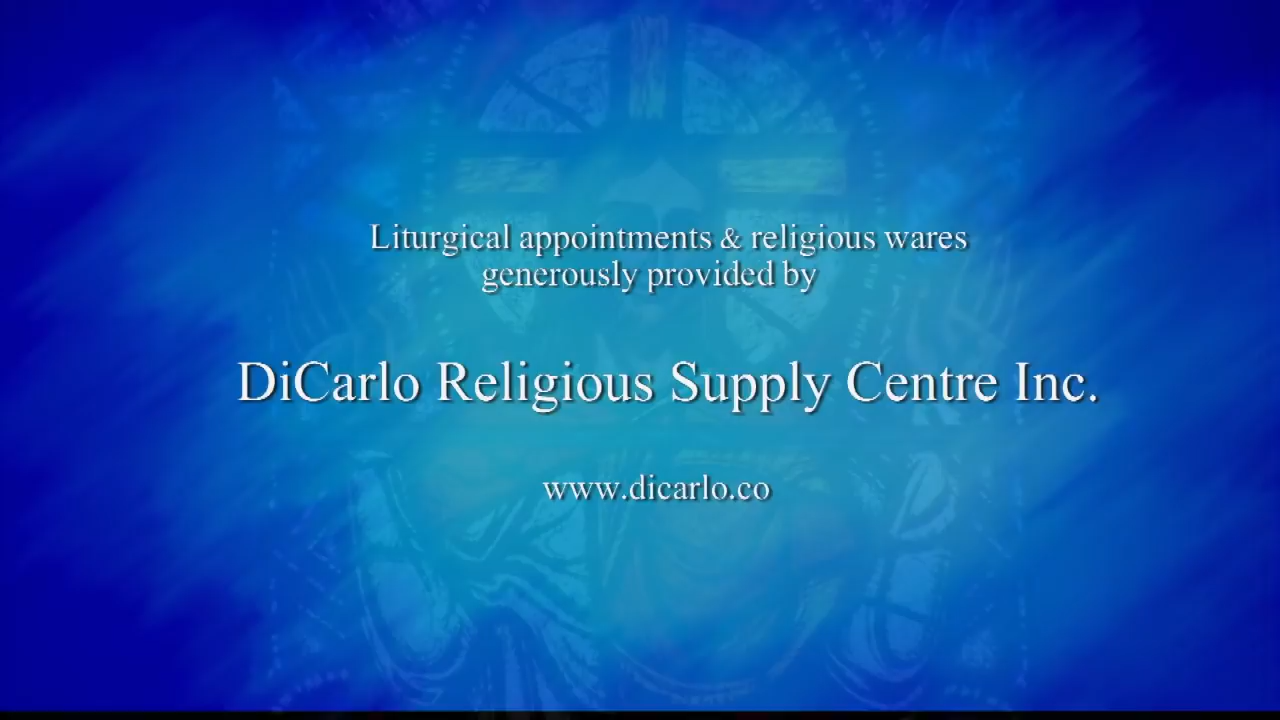 Liturgical appointments & religious wares
generously provided by
DiCarlo Religious Supply Centre Inc.
www.dicarlo.co